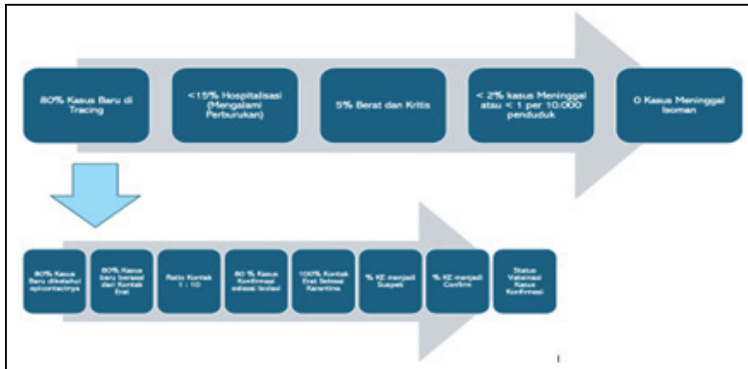 80% Kasus Baru di
Tracing
<15% Hospitalisasi
(Mengalami
Perburukan)
5% Berat dan Kritis
< 2% kasus Meninggal
atau < 1 per 10.000
penduduk
0 Kasus Meninggal
Isoman
80% Kasus
Baru diketahui
epicontactnya
80% Kasus
baru berasal
dari Kontak
Erat
Ratio Kontak
1 : 10
80 % Kasus
Konfirmasi
selesai Isolasi
100% Kontak
Erat Selesai
Karantina
% KE menjadi
Suspek
% KE menjadi
Confirm
Status
Vaksinasi
Kasus
Konfirmasi